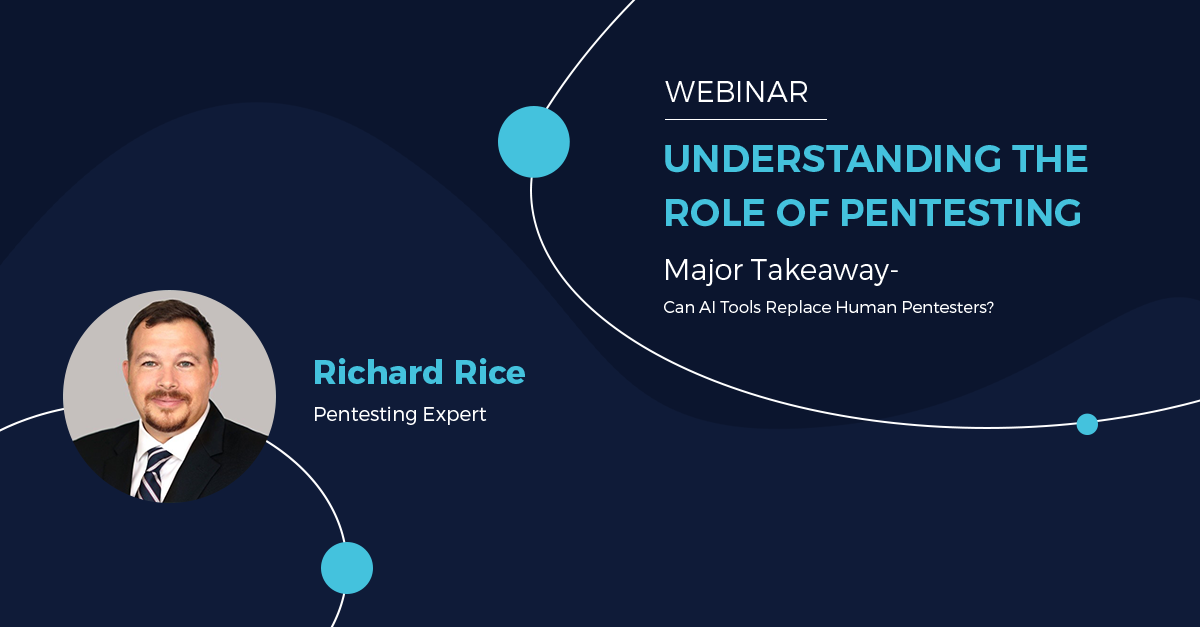 WEBINAR
UNDERSTANDING THE
ROLE OF PENTESTING
Major Takeaway-
Can AI Tools Replace Human Pentesters?
Richard Rice
Pentesting Expert